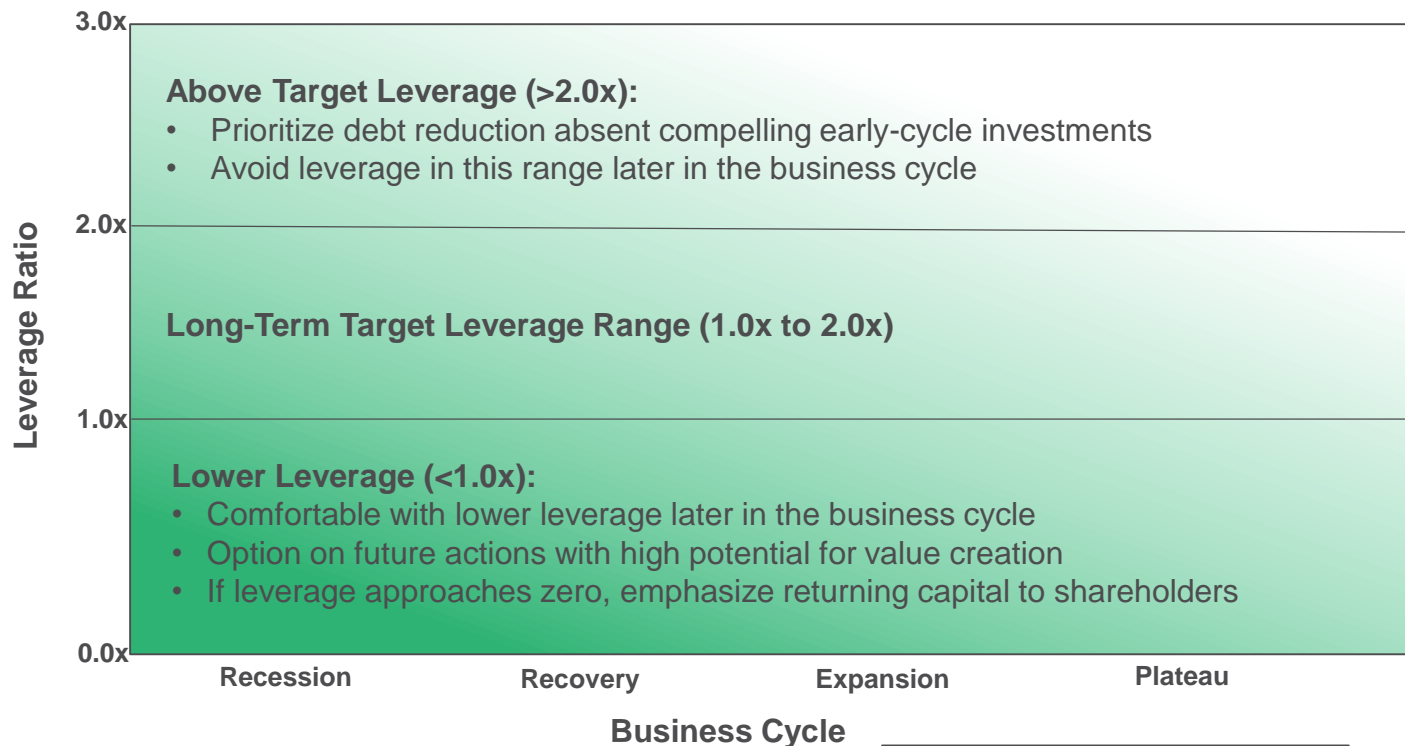 3.0x
Above Target Leverage (>2.0x):
• Prioritize debt reduction absent compelling early-cycle investments
• Avoid leverage in this range later in the business cycle
2.0x
Leverage Ratio
Long-Term Target Leverage Range (1.0x to 2.0x)
1.0x
Lower Leverage (<1.0x):
• Comfortable with lower leverage later in the business cycle
• Option on future actions with high potential for value creation
• If leverage approaches zero, emphasize returning capital to shareholders
0.0x
Recession Recovery Expansion Plateau
Business Cycle